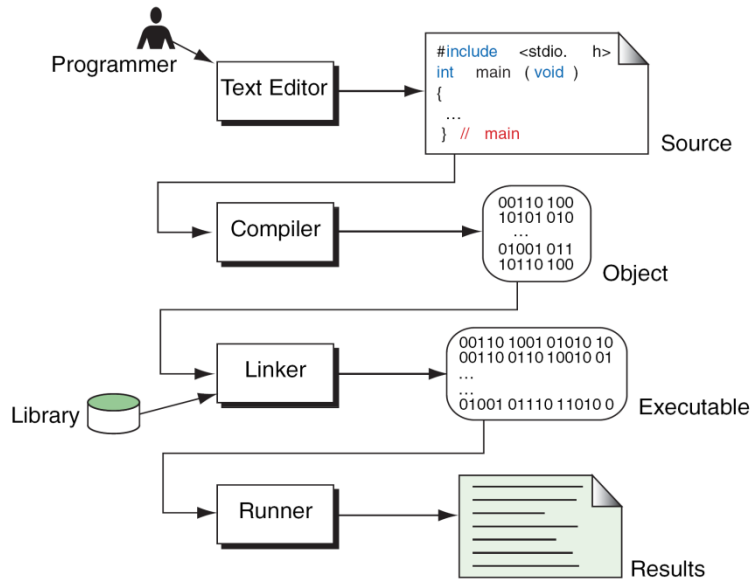 Programmer
Text Editor
#include <stdio. h>
int main ( void )
{
...
} // main
Source
Compiler
00110 100
10101 010
...
01001 011
10110 100
Object
Linker
00110 1001 01010 10
00110 0110 10010 01
...
...
01001 01110 11010 0
Library
Executable
Runner
Results